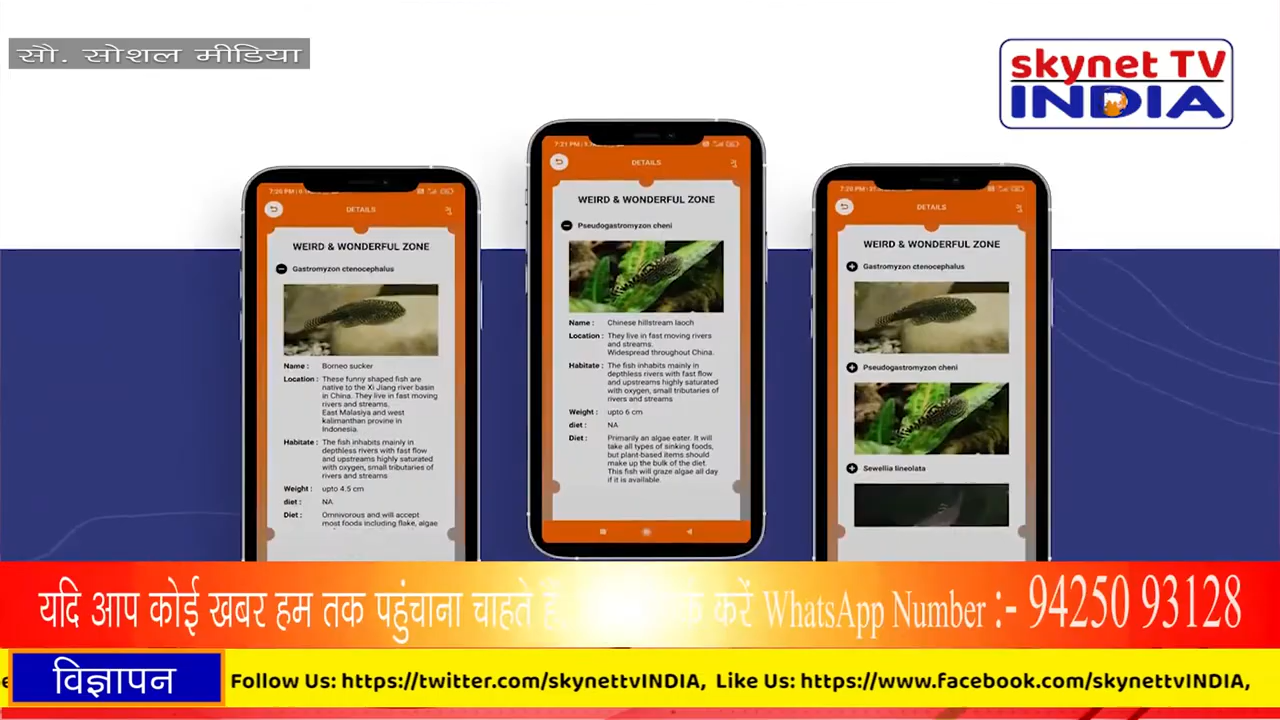 सौ. सोशल मीडिया
skynet TV
INDIA
DETAILS
WEIRD & WONDERFUL ZONE
Gastromyzon ctenocephalus
Name : Borneo sucker
Location : These funny shaped fish are
native to the Xi Jiang river basin
in China. They live in fast moving
rivers and streams.
East Malasiya and west
kalimanthan provine in
Indonesia.
Habitate : The fish inhabits mainly in
depthless rivers with fast flow
and upstreams highly saturated
with oxygen, small tributaries of
rivers and streams
Weight : upto 4.5 cm
diet : NA
Diet : Omnivorous and will accept
most foods including flake, algae
7:21 PM
DETAILS
WEIRD & WONDERFUL ZONE
Pseudogastromyzon cheni
Name : Chinese hillstream laoch
Location : They live in fast moving rivers
and streams.
Widespread throughout China.
Habitate : The fish inhabits mainly in
depthless rivers with fast flow
and upstreams highly saturated
with oxygen, small tributaries of
rivers and streams
Weight : upto 6 cm
diet : NA
Diet : Primarily an algae eater. It will
take all types of sinking foods,
but plant-based items should
make up the bulk of the diet.
This fish will graze algae all day
if it is available
DETAILS
WEIRD & WONDERFUL ZONE
Gastromyzon ctenocephalus
Pseudogastromyzon cheni
Sewellia lineolata
यदि आप कोई खबर हम तक पहुंचाना चाहते करें WhatsApp Number :- 94250 93128
विज्ञापन Follow Us: https://twitter.com/skynettvINDIA, Like Us: https://www.facebook.com/skynettvINDIA,